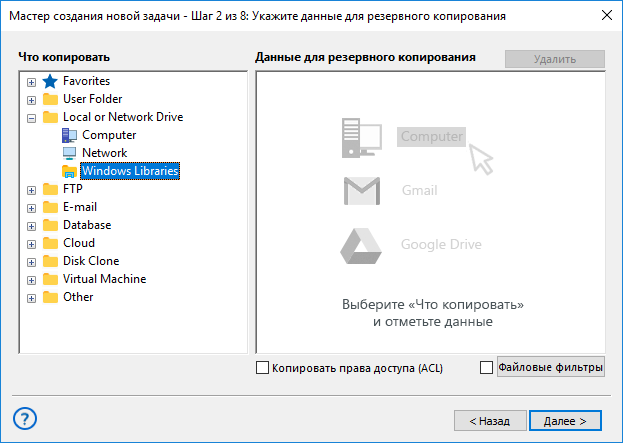 Мастер создания новой задачи - Шаг 2 из 8: Укажите данные для резервного копирования
Что копировать
Favorites
User Folder
Local or Network Drive
Computer
Network
Windows Libraries
FTP
E-mail
Database
Cloud
Disk Clone
Virtual Machine
Other
Данные для резервного копирования
Удалить
Computer
Gmail
Google Drive
Выберите «Что копировать»
и отметьте данные
Копировать права доступа (ACL)
Файловые фильтры
?
< Назад
Далее >